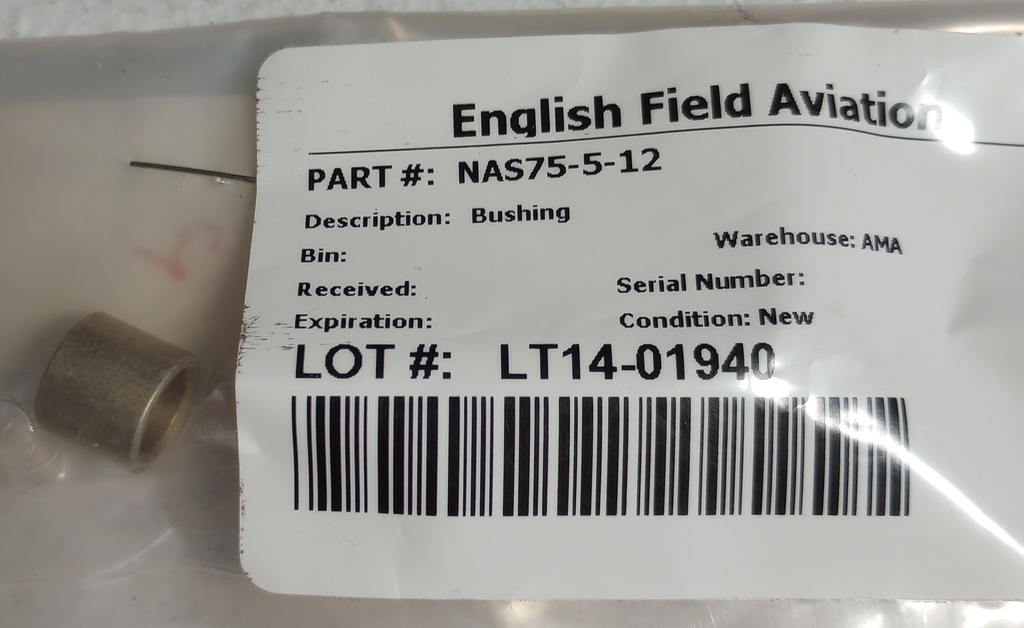 English Field Aviation
PART #: NAS75-5-12
Description: Bushing
Bin:
Warehouse: AMA
Received:
Serial Number:
Expiration:
Condition: New
LOT #: LT14-01940